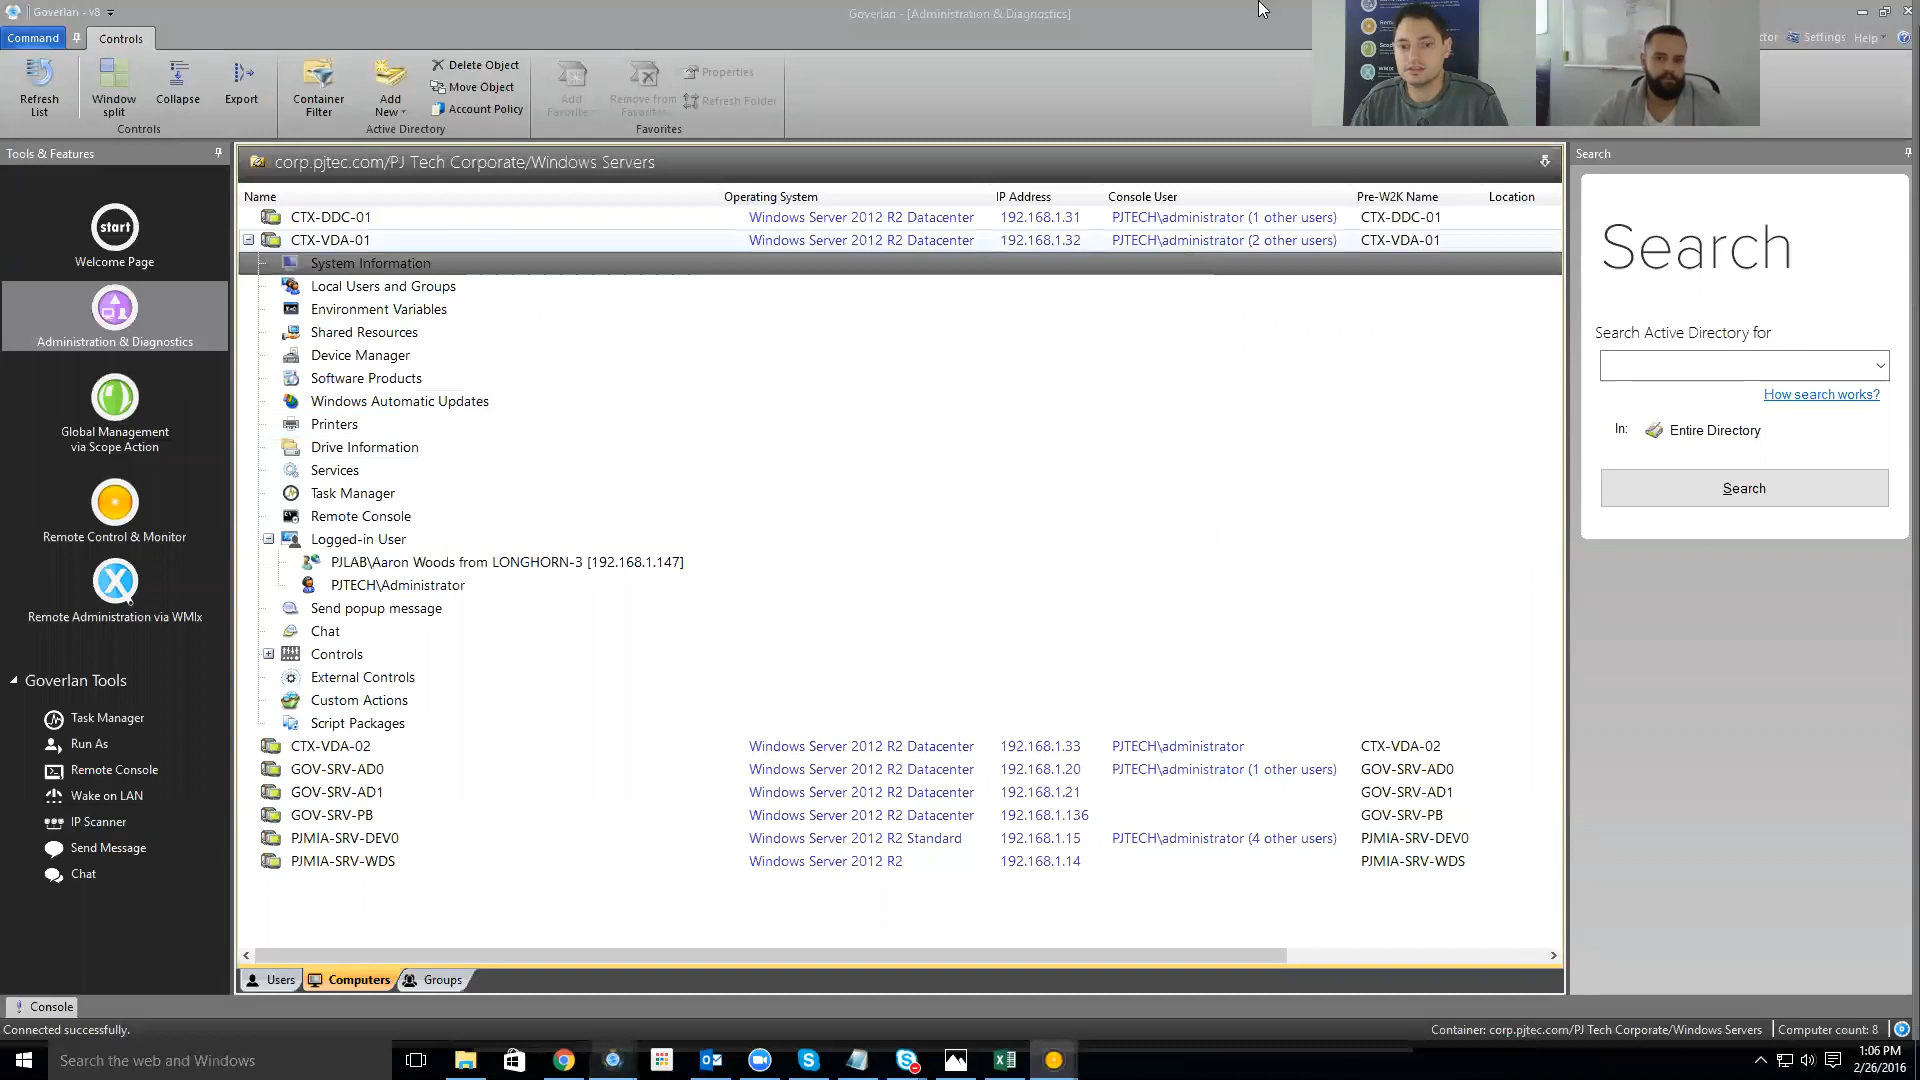 Goverlan - v8
Goverlan - [Administration & Diagnostics]
Command
Controls
Settings
Help
Refresh List
Window split
Collapse
Export
Controls
Container Filter
Add New
Delete Object
Move Object
Account Policy
Active Directory
Add Favorite
Remove from Favorites
Properties
Refresh Folder
Favorites
Tools & Features
start
Welcome Page
Administration & Diagnostics
Global Management
via Scope Action
Remote Control & Monitor
X
Remote Administration via WMIx
Goverlan Tools
Task Manager
Run As
Remote Console
Wake on LAN
IP Scanner
Send Message
Chat
corp.pjtec.com/PJ Tech Corporate/Windows Servers
Name Operating System IP Address Console User Pre-W2K Name Location
CTX-DDC-01 Windows Server 2012 R2 Datacenter 192.168.1.31 PJTECH\administrator (1 other users) CTX-DDC-01
CTX-VDA-01 Windows Server 2012 R2 Datacenter 192.168.1.32 PJTECH\administrator (2 other users) CTX-VDA-01
System Information
Local Users and Groups
Environment Variables
Shared Resources
Device Manager
Software Products
Windows Automatic Updates
Printers
Drive Information
Services
Task Manager
Remote Console
Logged-in User
PJLAB\Aaron Woods from LONGHORN-3 [192.168.1.147]
PJTECH\Administrator
Send popup message
Chat
Controls
External Controls
Custom Actions
Script Packages
CTX-VDA-02 Windows Server 2012 R2 Datacenter 192.168.1.33 PJTECH\administrator CTX-VDA-02
GOV-SRV-AD0 Windows Server 2012 R2 Datacenter 192.168.1.20 PJTECH\administrator (1 other users) GOV-SRV-AD0
GOV-SRV-AD1 Windows Server 2012 R2 Datacenter 192.168.1.21 GOV-SRV-AD1
GOV-SRV-PB Windows Server 2012 R2 Datacenter 192.168.1.136 GOV-SRV-PB
PJMIA-SRV-DEV0 Windows Server 2012 R2 Standard 192.168.1.15 PJTECH\administrator (4 other users) PJMIA-SRV-DEV0
PJMIA-SRV-WDS Windows Server 2012 R2 192.168.1.14 PJMIA-SRV-WDS
Users
Computers
Groups
Search
Search
Search Active Directory for
How search works?
In: Entire Directory
Search
Console
Connected successfully.
Container: corp.pjtec.com/PJ Tech Corporate/Windows Servers
Computer count: 8
Search the web and Windows
1:06 PM
2/26/2016